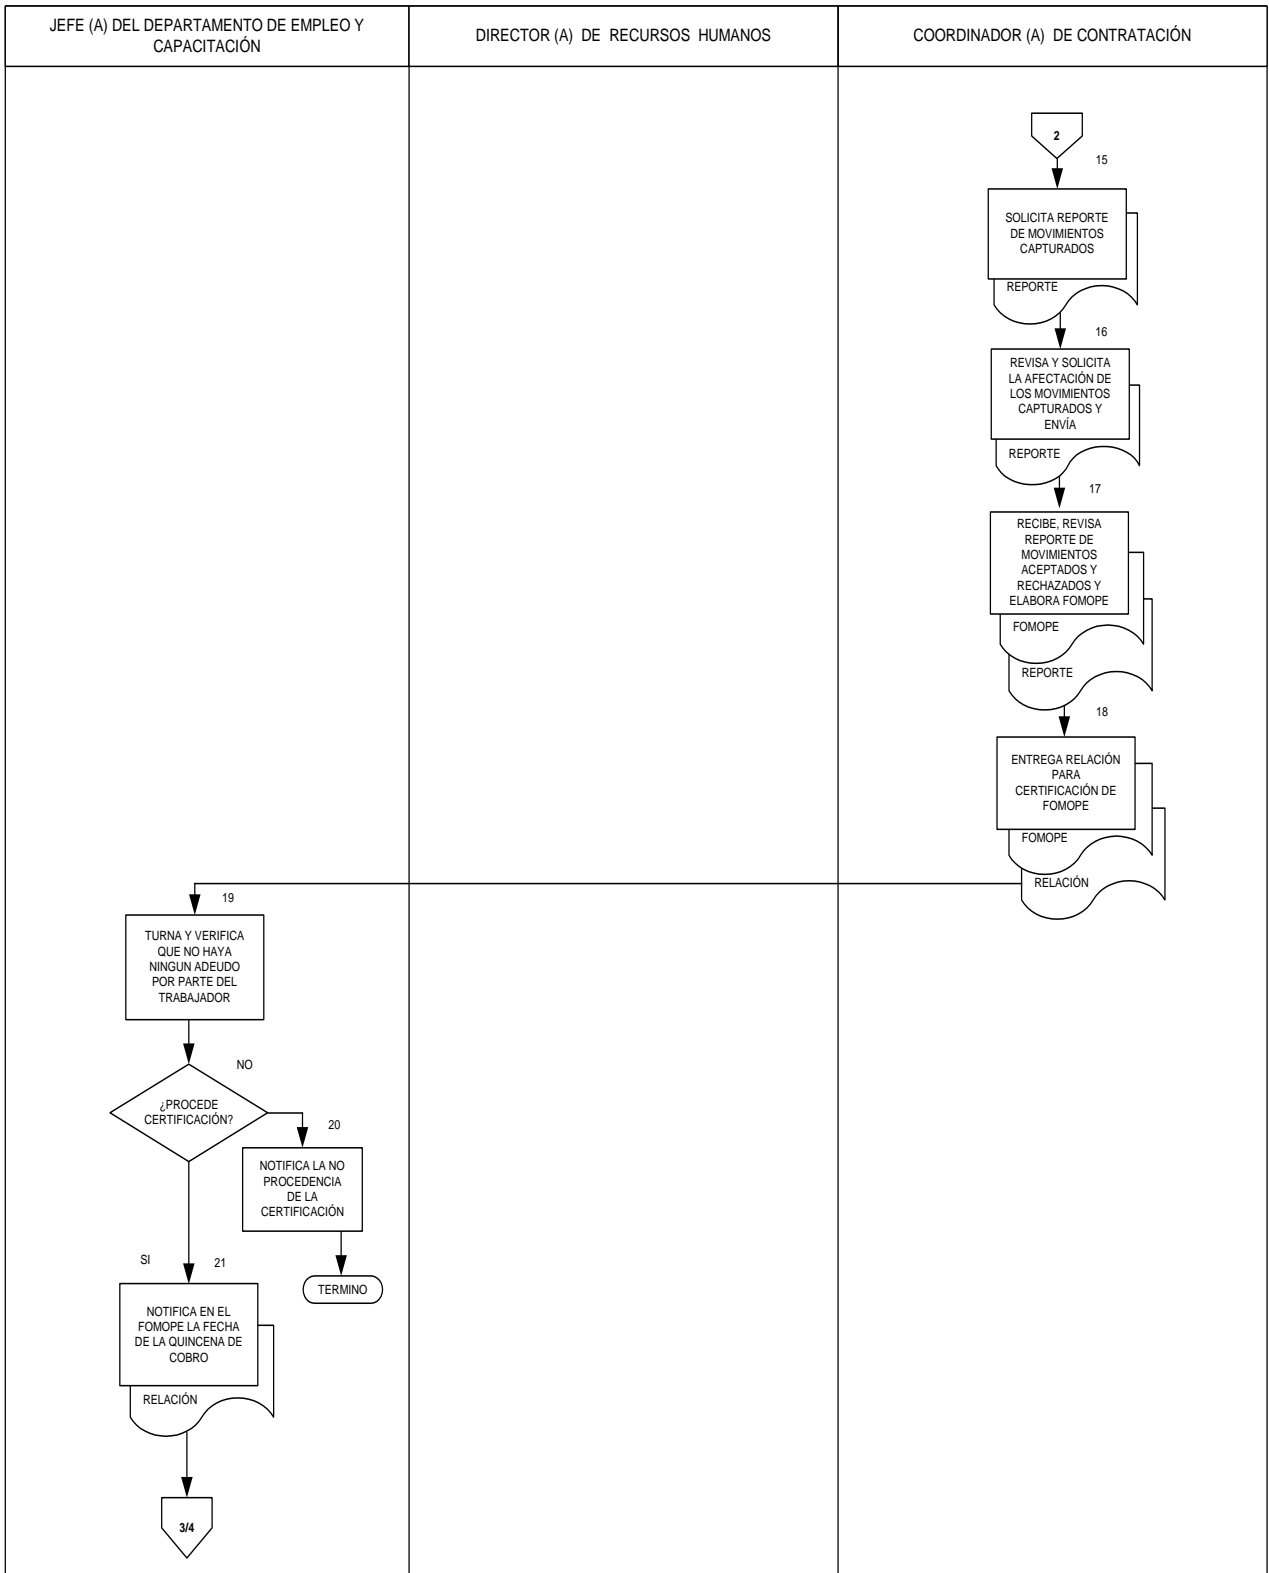 JEFE (A) DEL DEPARTAMENTO DE EMPLEO Y
CAPACITACIÓN
DIRECTOR (A) DE RECURSOS HUMANOS
COORDINADOR (A) DE CONTRATACIÓN
2
15
SOLICITA REPORTE
DE MOVIMIENTOS
CAPTURADOS
REPORTE
16
REVISA Y SOLICITA
LA AFECTACIÓN DE
LOS MOVIMIENTOS
CAPTURADOS Y
ENVÍA
REPORTE
17
RECIBE, REVISA
REPORTE DE
MOVIMIENTOS
ACEPTADOS Y
RECHAZADOS Y
ELABORA FOMOPE
FOMOPE
REPORTE
18
ENTREGA RELACIÓN
PARA
CERTIFICACIÓN DE
FOMOPE
FOMOPE
RELACIÓN
19
TURNA Y VERIFICA
QUE NO HAYA
NINGUN ADEUDO
POR PARTE DEL
TRABAJADOR
NO
¿PROCEDE
CERTIFICACIÓN?
20
NOTIFICA LA NO
PROCEDENCIA
DE LA
CERTIFICACIÓN
TERMINO
SI
21
NOTIFICA EN EL
FOMOPE LA FECHA
DE LA QUINCENA DE
COBRO
RELACIÓN
3/4